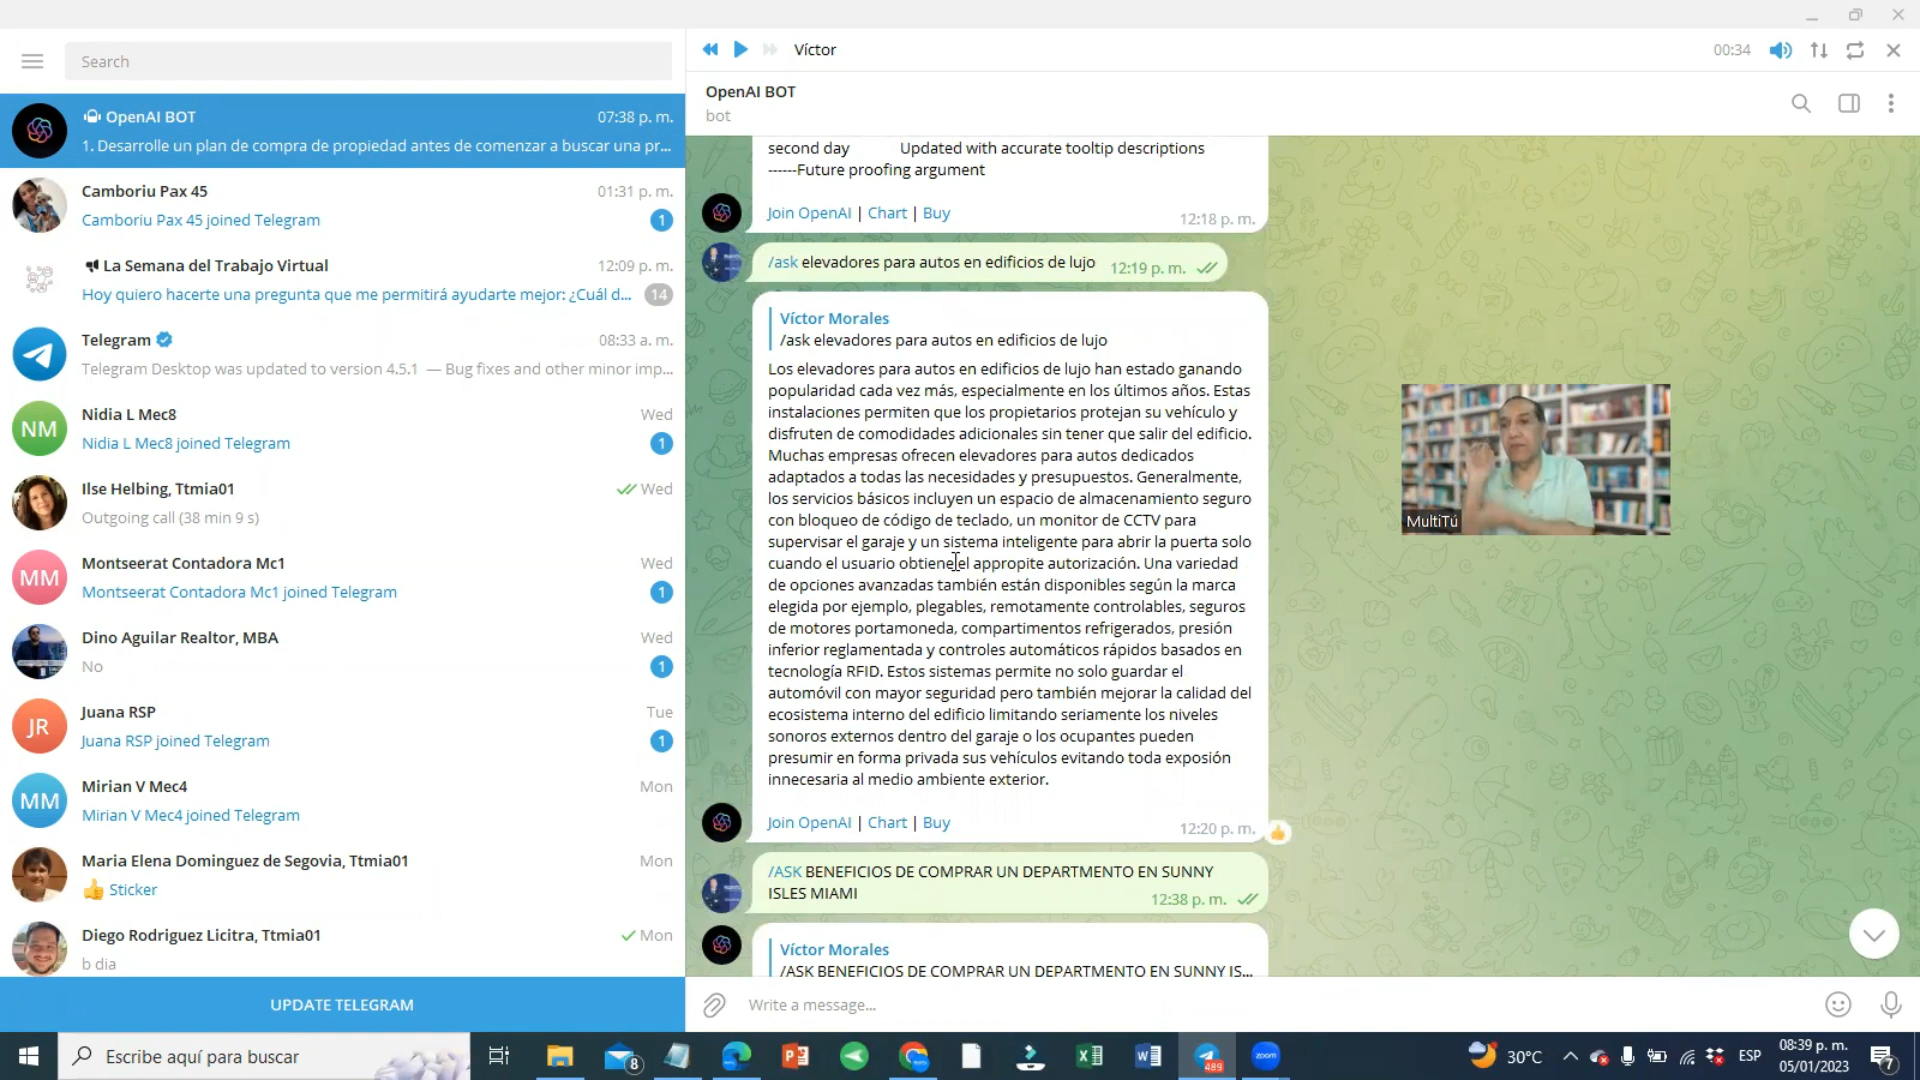 Search
OpenAI BOT 07:38 p. m.
1. Desarrolle un plan de compra de propiedad antes de comenzar a buscar una pr...
Camboriu Pax 45 01:31 p. m.
Camboriu Pax 45 joined Telegram 1
La Semana del Trabajo Virtual 12:09 p. m.
Hoy quiero hacerte una pregunta que me permitirá ayudarte mejor: ¿Cuál d... 14
Telegram 08:33 a. m.
Telegram Desktop was updated to version 4.5.1 — Bug fixes and other minor imp...
NM
Nidia L Mec8 Wed
Nidia L Mec8 joined Telegram 1
Ilse Helbing, Ttmia01 Wed
Outgoing call (38 min 9 s)
MM
Montseerat Contadora Mc1 Wed
Montseerat Contadora Mc1 joined Telegram 1
Dino Aguilar Realtor, MBA Wed
No 1
JR
Juana RSP Tue
Juana RSP joined Telegram 1
MM
Mirian V Mec4 Mon
Mirian V Mec4 joined Telegram
Maria Elena Dominguez de Segovia, Ttmia01 Mon
Sticker
Diego Rodriguez Licitra, Ttmia01 Mon
b dia
UPDATE TELEGRAM
Víctor 00:34
OpenAI BOT
bot
second day Updated with accurate tooltip descriptions
------Future proofing argument
Join OpenAI | Chart | Buy 12:18 p. m.
/ask elevadores para autos en edificios de lujo 12:19 p. m.
Víctor Morales
/ask elevadores para autos en edificios de lujo
Los elevadores para autos en edificios de lujo han estado ganando
popularidad cada vez más, especialmente en los últimos años. Estas
instalaciones permiten que los propietarios protejan su vehículo y
disfruten de comodidades adicionales sin tener que salir del edificio.
Muchas empresas ofrecen elevadores para autos dedicados
adaptados a todas las necesidades y presupuestos. Generalmente,
los servicios básicos incluyen un espacio de almacenamiento seguro
con bloqueo de código de teclado, un monitor de CCTV para
supervisar el garaje y un sistema inteligente para abrir la puerta solo
cuando el usuario obtiene el appropite autorización. Una variedad
de opciones avanzadas también están disponibles según la marca
elegida por ejemplo, plegables, remotamente controlables, seguros
de motores portamoneda, compartimentos refrigerados, presión
inferior reglamentada y controles automáticos rápidos basados en
tecnología RFID. Estos sistemas permite no solo guardar el
automóvil con mayor seguridad pero también mejorar la calidad del
ecosistema interno del edificio limitando seriamente los niveles
sonoros externos dentro del garaje o los ocupantes pueden
presumir en forma privada sus vehículos evitando toda exposión
innecesaria al medio ambiente exterior.
Join OpenAI | Chart | Buy 12:20 p. m.
/ASK BENEFICIOS DE COMPRAR UN DEPARTMENTO EN SUNNY
ISLES MIAMI 12:38 p. m.
Víctor Morales
/ASK BENEFICIOS DE COMPRAR UN DEPARTMENTO EN SUNNY IS...
Write a message...
MultiTú
Escribe aquí para buscar
8
489
zoom
30°C
ESP
08:39 p. m.
05/01/2023
7